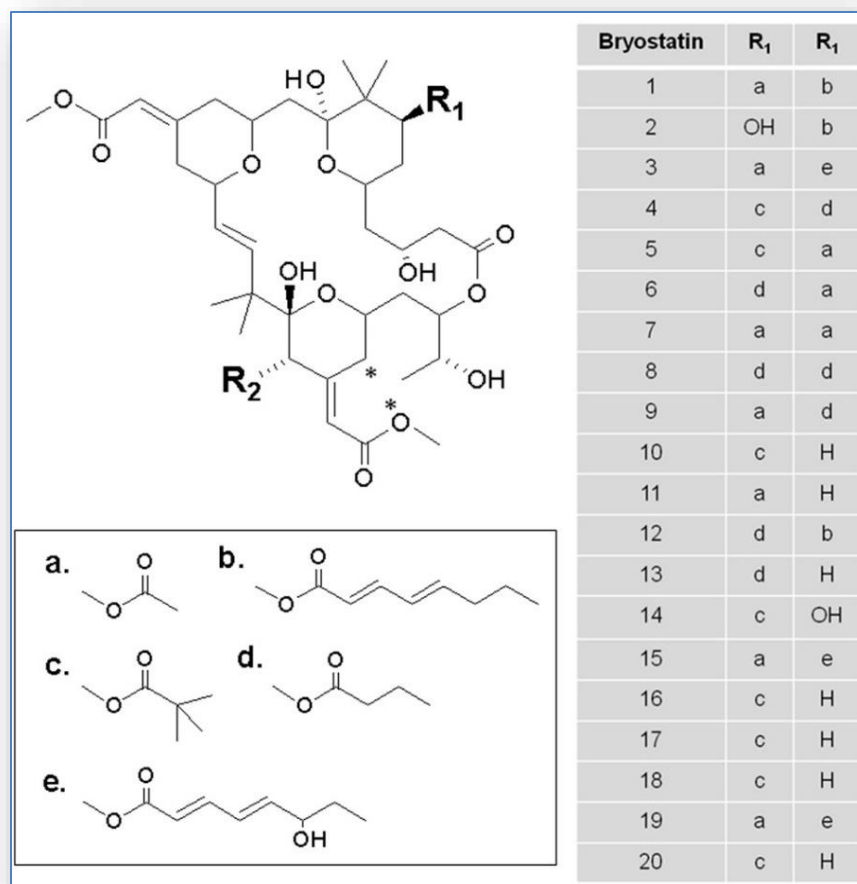 Bryostatin R1 R1
1 a b
2 OH b
3 a e
4 c d
5 c a
6 d a
7 a a
8 d d
9 a d
10 c H
11 a H
12 d b
13 d H
14 c OH
15 a e
16 c H
17 c H
18 c H
19 a e
20 c H
HO
R1
O
O
O
O
O
OH
O
OH
O
O
R2
*
*
OH
O
O
a.
O
O
b.
O
O
c.
O
O
d.
O
O
e.
O
O
OH